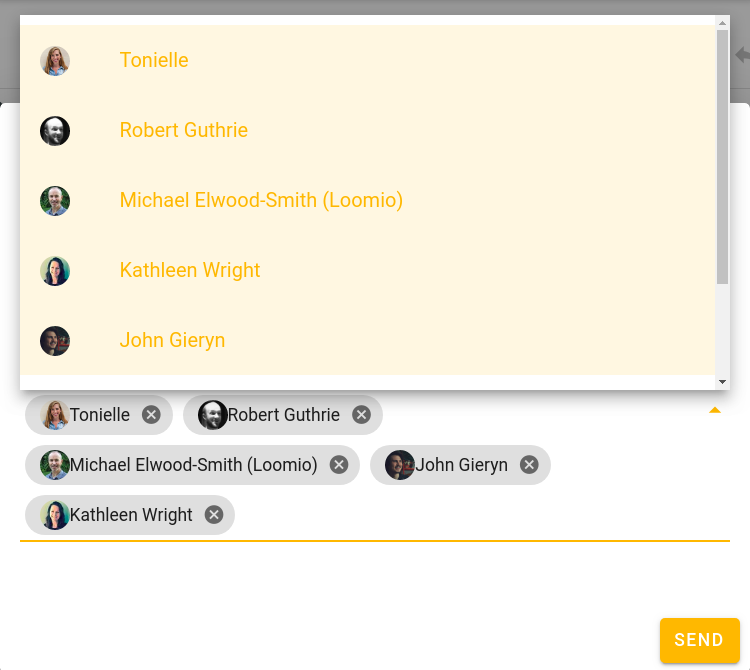 Tonielle
Robert Guthrie
Michael Elwood-Smith (Loomio)
Kathleen Wright
John Gieryn
Tonielle Robert Guthrie
Michael Elwood-Smith (Loomio) John Gieryn
Kathleen Wright
SEND